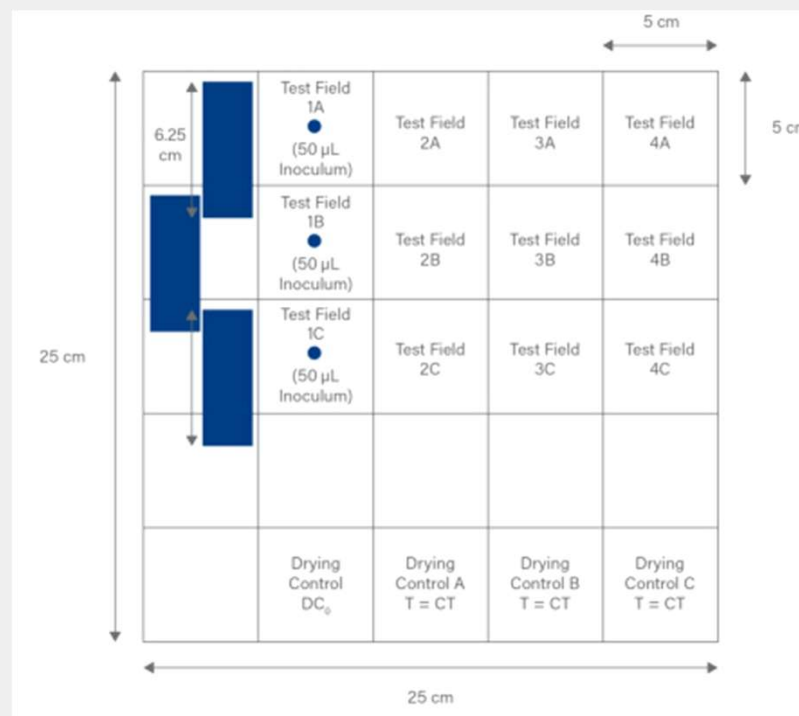 5 cm
6.25
cm
Test Field
1A
(50 µL
Inoculum)
Test Field
2A
Test Field
3A
Test Field
4A
5 cm
Test Field
1B
(50 µL
Inoculum)
Test Field
2B
Test Field
3B
Test Field
4B
25 cm
Test Field
1C
(50 µL
Inoculum)
Test Field
2C
Test Field
3C
Test Field
4C
Drying
Control
DC₀
Drying
Control A
T = CT
Drying
Control B
T = CT
Drying
Control C
T = CT
25 cm